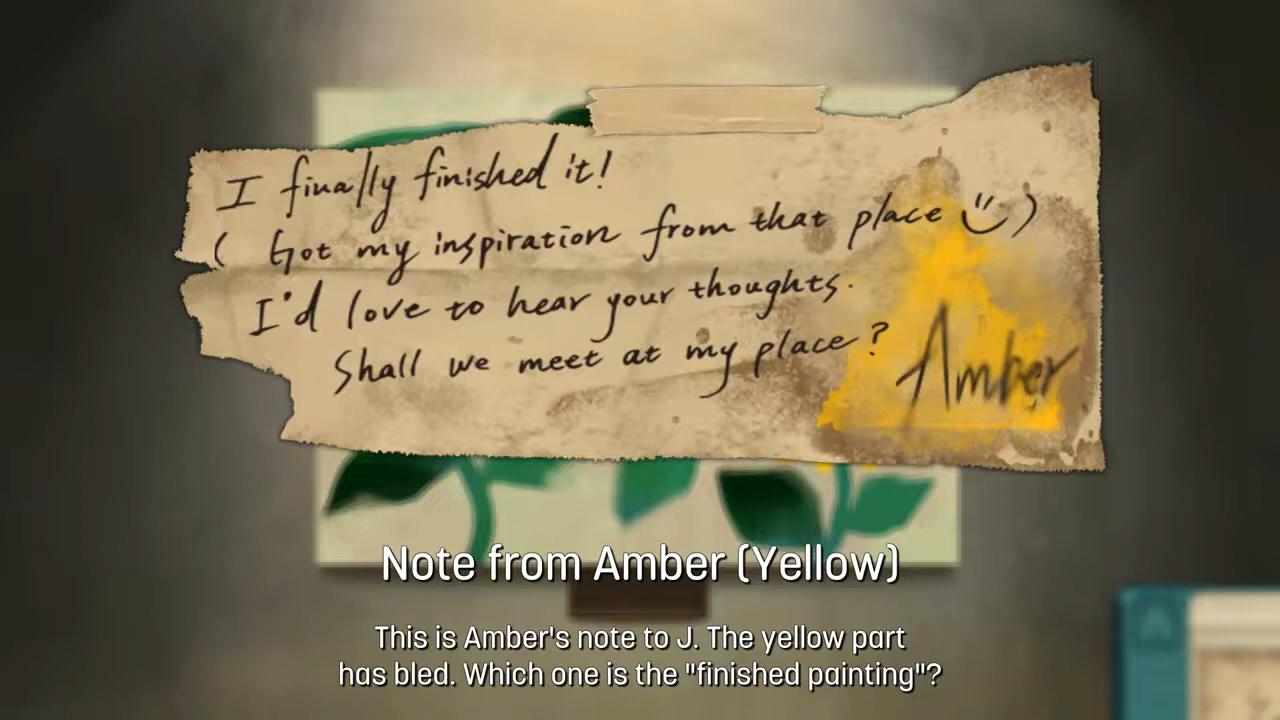 I finally finished it!
( Got my inspiration from that place )
I'd love to hear your thoughts.
Shall we meet at my place?
Amber
Note from Amber (Yellow)
This is Amber's note to J. The yellow part
has bled. Which one is the "finished painting"?